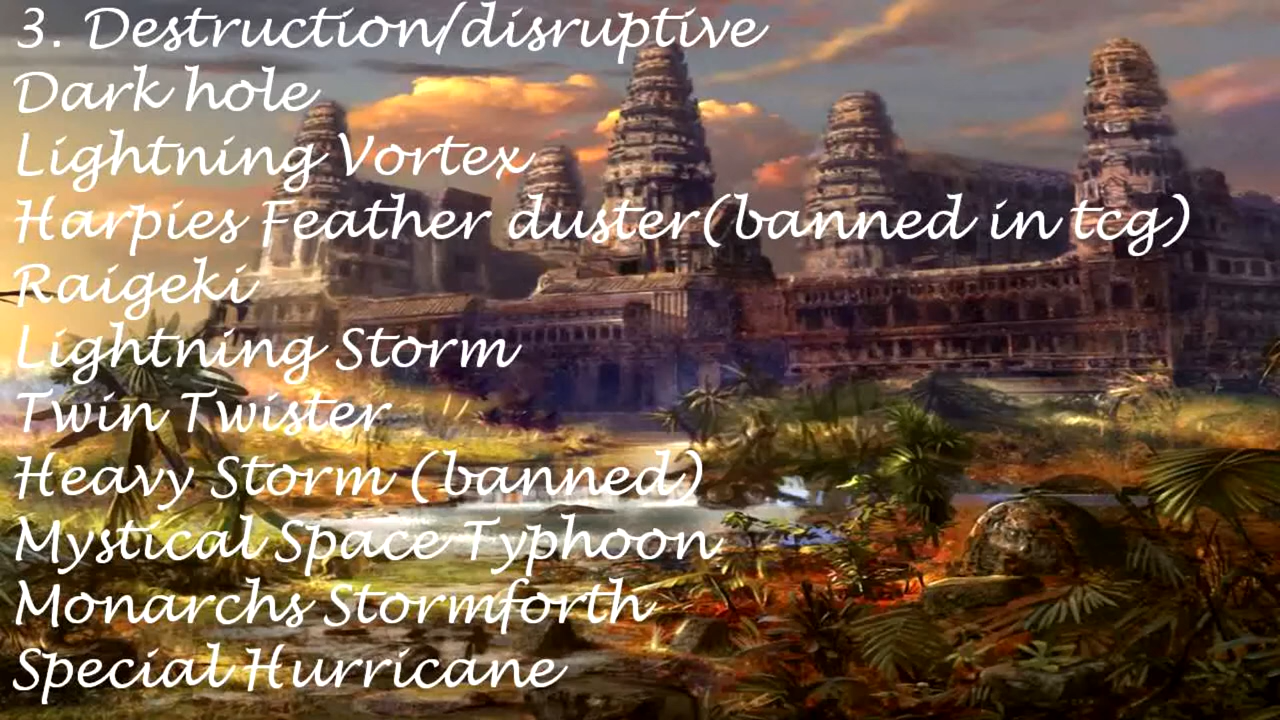 3. Destruction/disruptive
Dark hole
Lightning Vortex
Harpies Feather duster(banned in tcg)
Raigeki
Lightning Storm
Twin Twister
Heavy Storm (banned)
Mystical Space Typhoon
Monarchs Stormforth
Special Hurricane